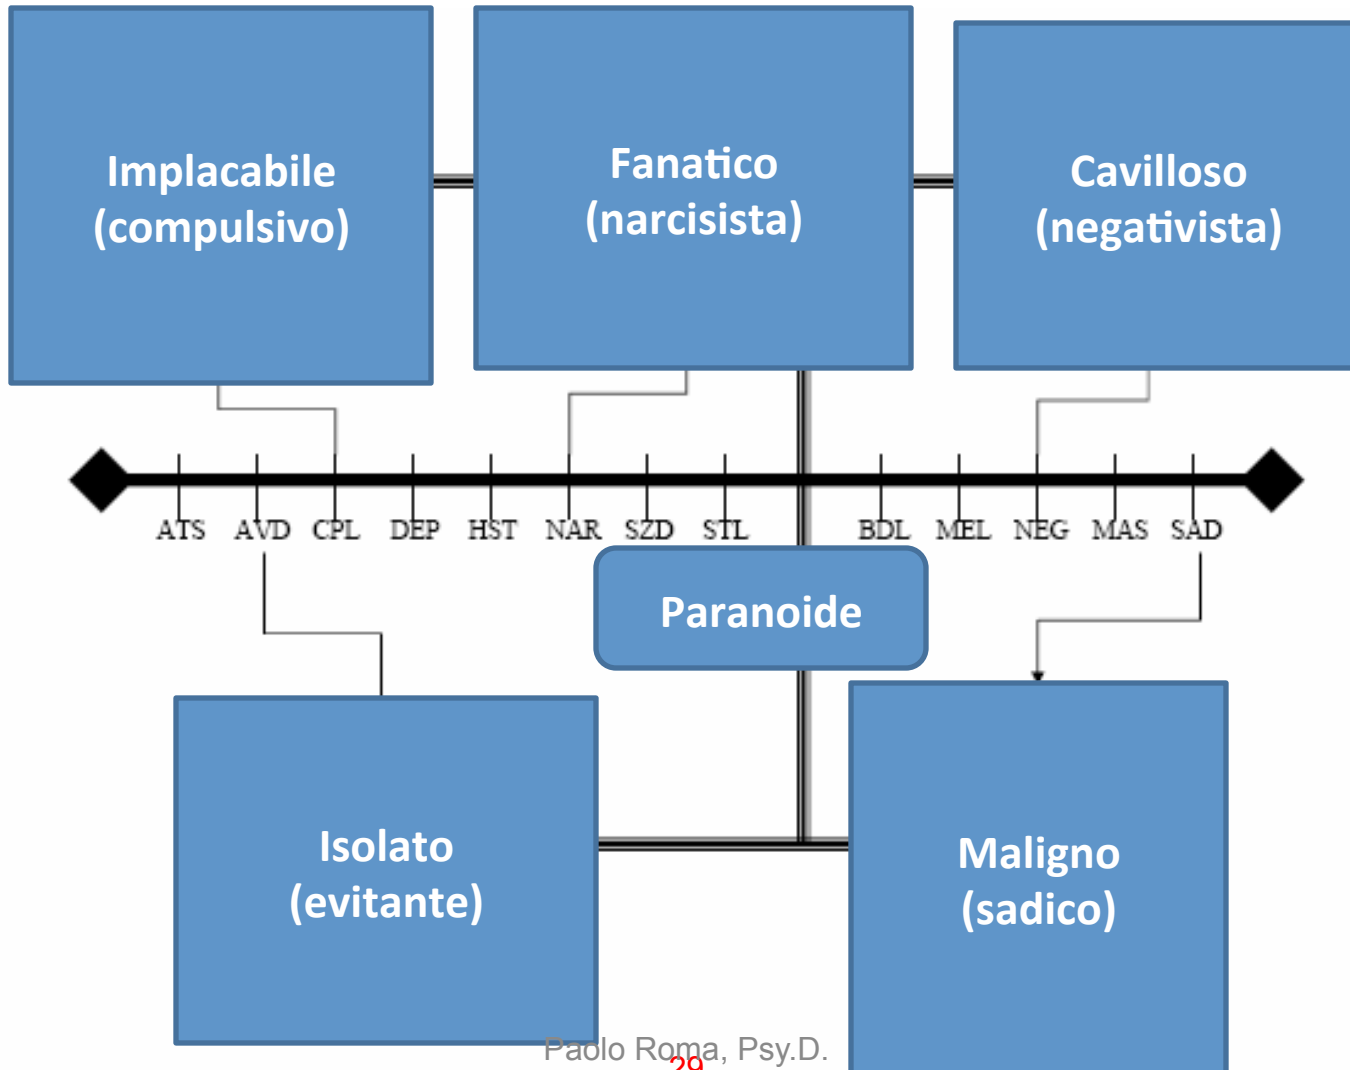 Implacabile
(compulsivo)
Fanatico
(narcisista)
Cavilloso
(negativista)
ATS AVD CPL DEP HST NAR SZD STL BDL MEL NEG MAS SAD
Paranoide
Isolato
(evitante)
Maligno
(sadico)
Paolo Roma, Psy.D.
29